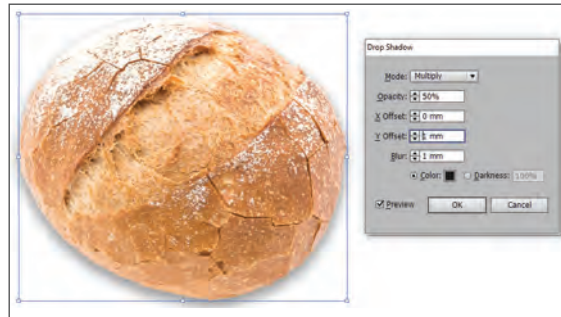 Drop Shadow
Mode: Multiply
Opacity: 50%
X Offset: 0 mm
Y Offset: 1 mm
Blur: 1 mm
Color: Darkness: 100%
Preview OK Cancel